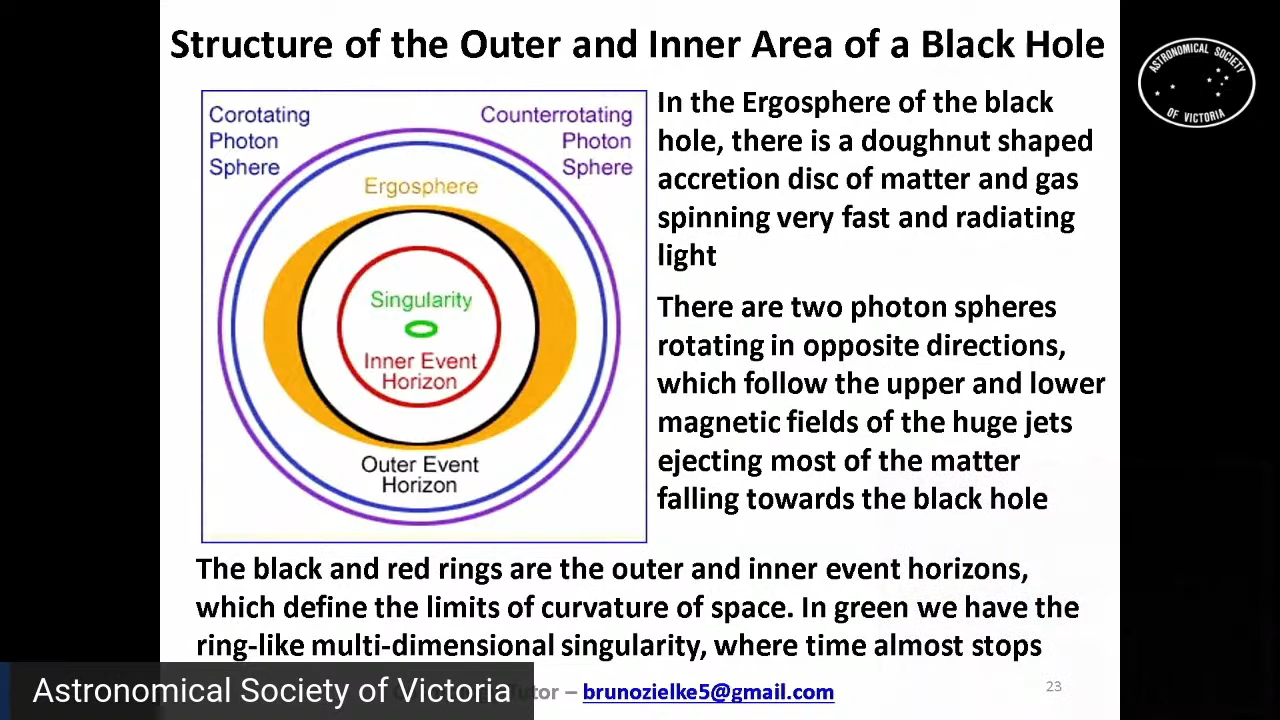 Structure of the Outer and Inner Area of a Black Hole
ASTRONOMICAL SOCIETY
OF VICTORIA
Corotating
Photon
Sphere
Counterrotating
Photon
Sphere
Ergosphere
Singularity
Inner Event
Horizon
Outer Event
Horizon
In the Ergosphere of the black
hole, there is a doughnut shaped
accretion disc of matter and gas
spinning very fast and radiating
light
There are two photon spheres
rotating in opposite directions,
which follow the upper and lower
magnetic fields of the huge jets
ejecting most of the matter
falling towards the black hole
The black and red rings are the outer and inner event horizons,
which define the limits of curvature of space. In green we have the
ring-like multi-dimensional singularity, where time almost stops
Astronomical Society of Victoria
– brunozielke5@gmail.com
23